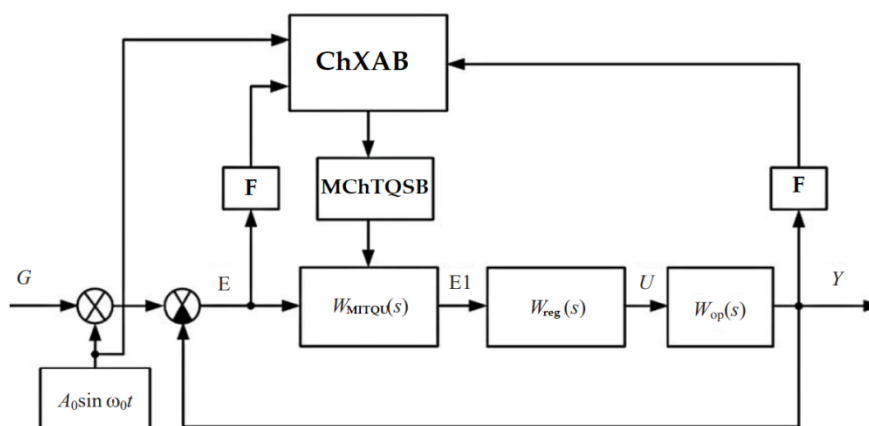 ChXAB
F
MChTQSB
F
G
E
W_MITQU(s)
E1
W_reg(s)
U
W_op(s)
Y
A₀sin ω₀t